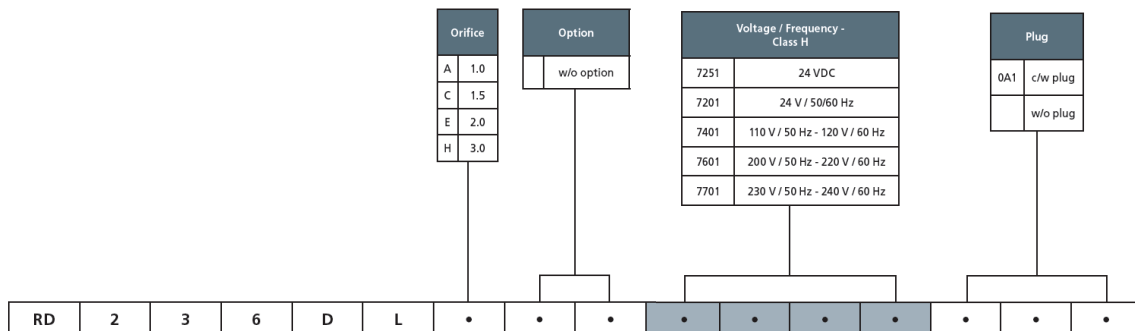 Orifice
A 1.0
C 1.5
E 2.0
H 3.0
Option
w/o option
Voltage / Frequency -
Class H
7251 24 VDC
7201 24 V / 50/60 Hz
7401 110 V / 50 Hz - 120 V / 60 Hz
7601 200 V / 50 Hz - 220 V / 60 Hz
7701 230 V / 50 Hz - 240 V / 60 Hz
Plug
0A1 c/w plug
w/o plug
RD 2 3 6 D L • • • • • • • • • •